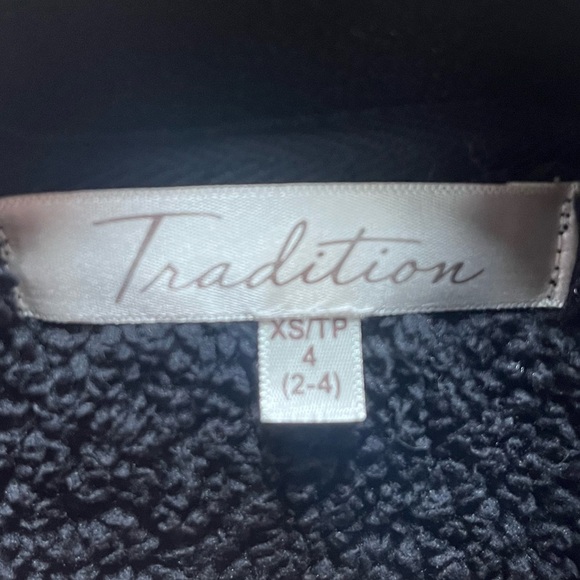 Tradition
XS/TP
4
(2-4)